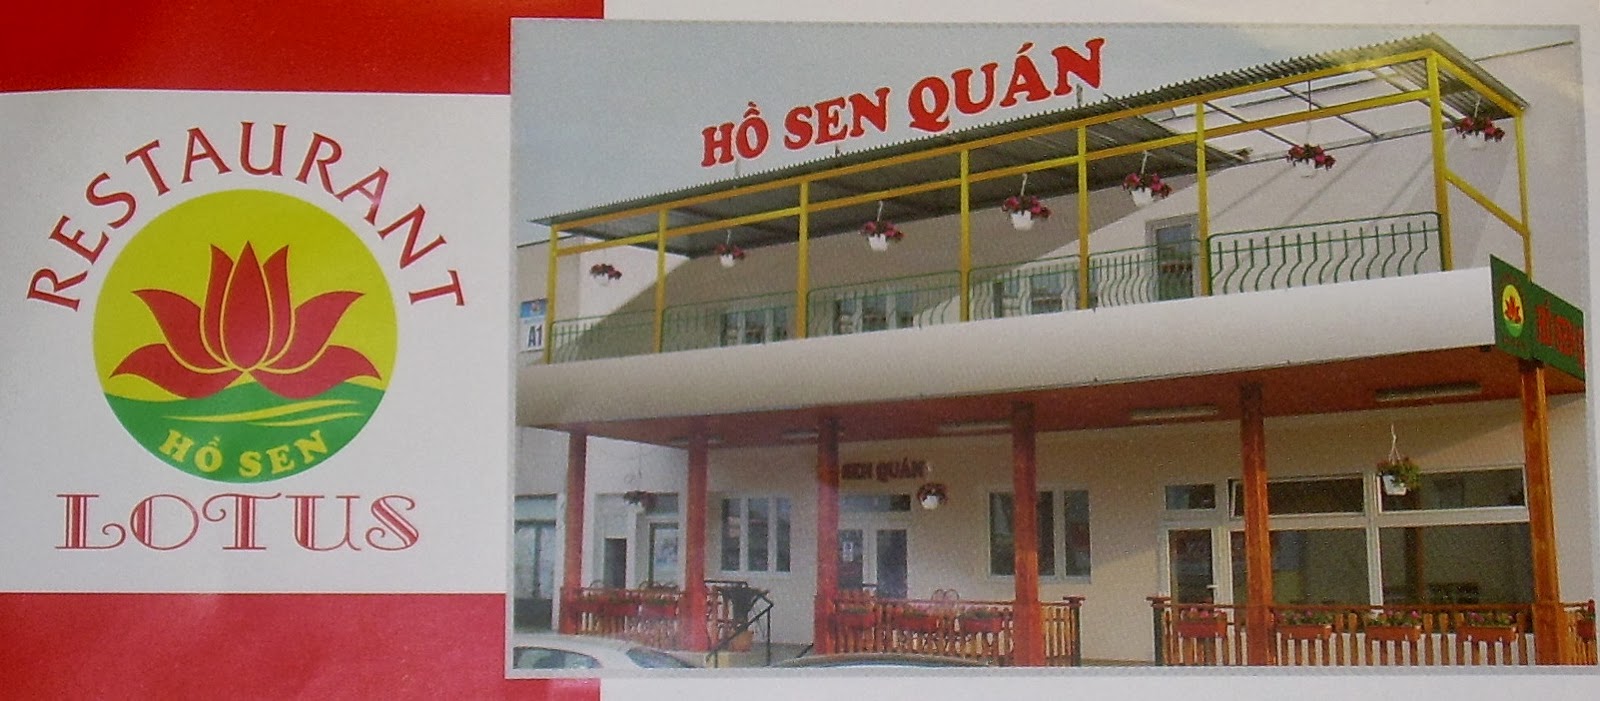 RESTAURANT
HỒ SEN
LOTUS
HỒ SEN QUÁN
A1
SEN QUÁN